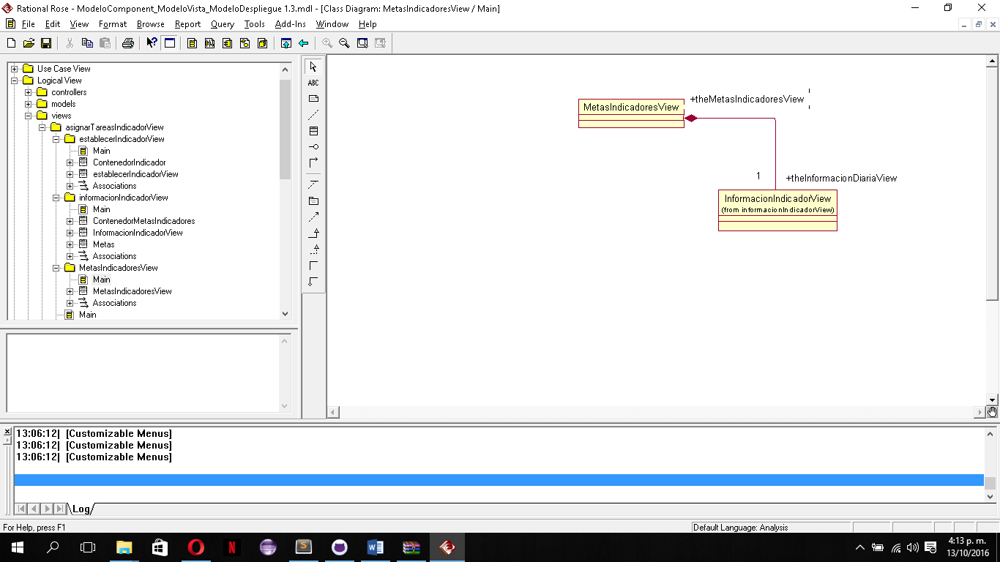 Rational Rose - ModeloComponent_ModeloVista_ModeloDespliegue 1.3.mdl - [Class Diagram: MetasIndicadoresView / Main]
File Edit View Format Browse Report Query Tools Add-Ins Window Help
Use Case View
Logical View
controllers
models
views
asignarTareasIndicadorView
establecerIndicadorView
Main
ContenedorIndicador
establecerIndicadorView
Associations
informacionIndicadorView
Main
ContenedorMetasIndicadores
InformacionIndicadorView
Metas
Associations
MetasIndicadoresView
Main
MetasIndicadoresView
Associations
Main
ABC
MetasIndicadoresView
+theMetasIndicadoresView
1
+theInformacionDiariaView
InformacionIndicadorView
(from informacionIndicadorView)
13:06:12| [Customizable Menus]
13:06:12| [Customizable Menus]
13:06:12| [Customizable Menus]
Log
For Help, press F1
Default Language: Analysis
4:13 p. m.
13/10/2016